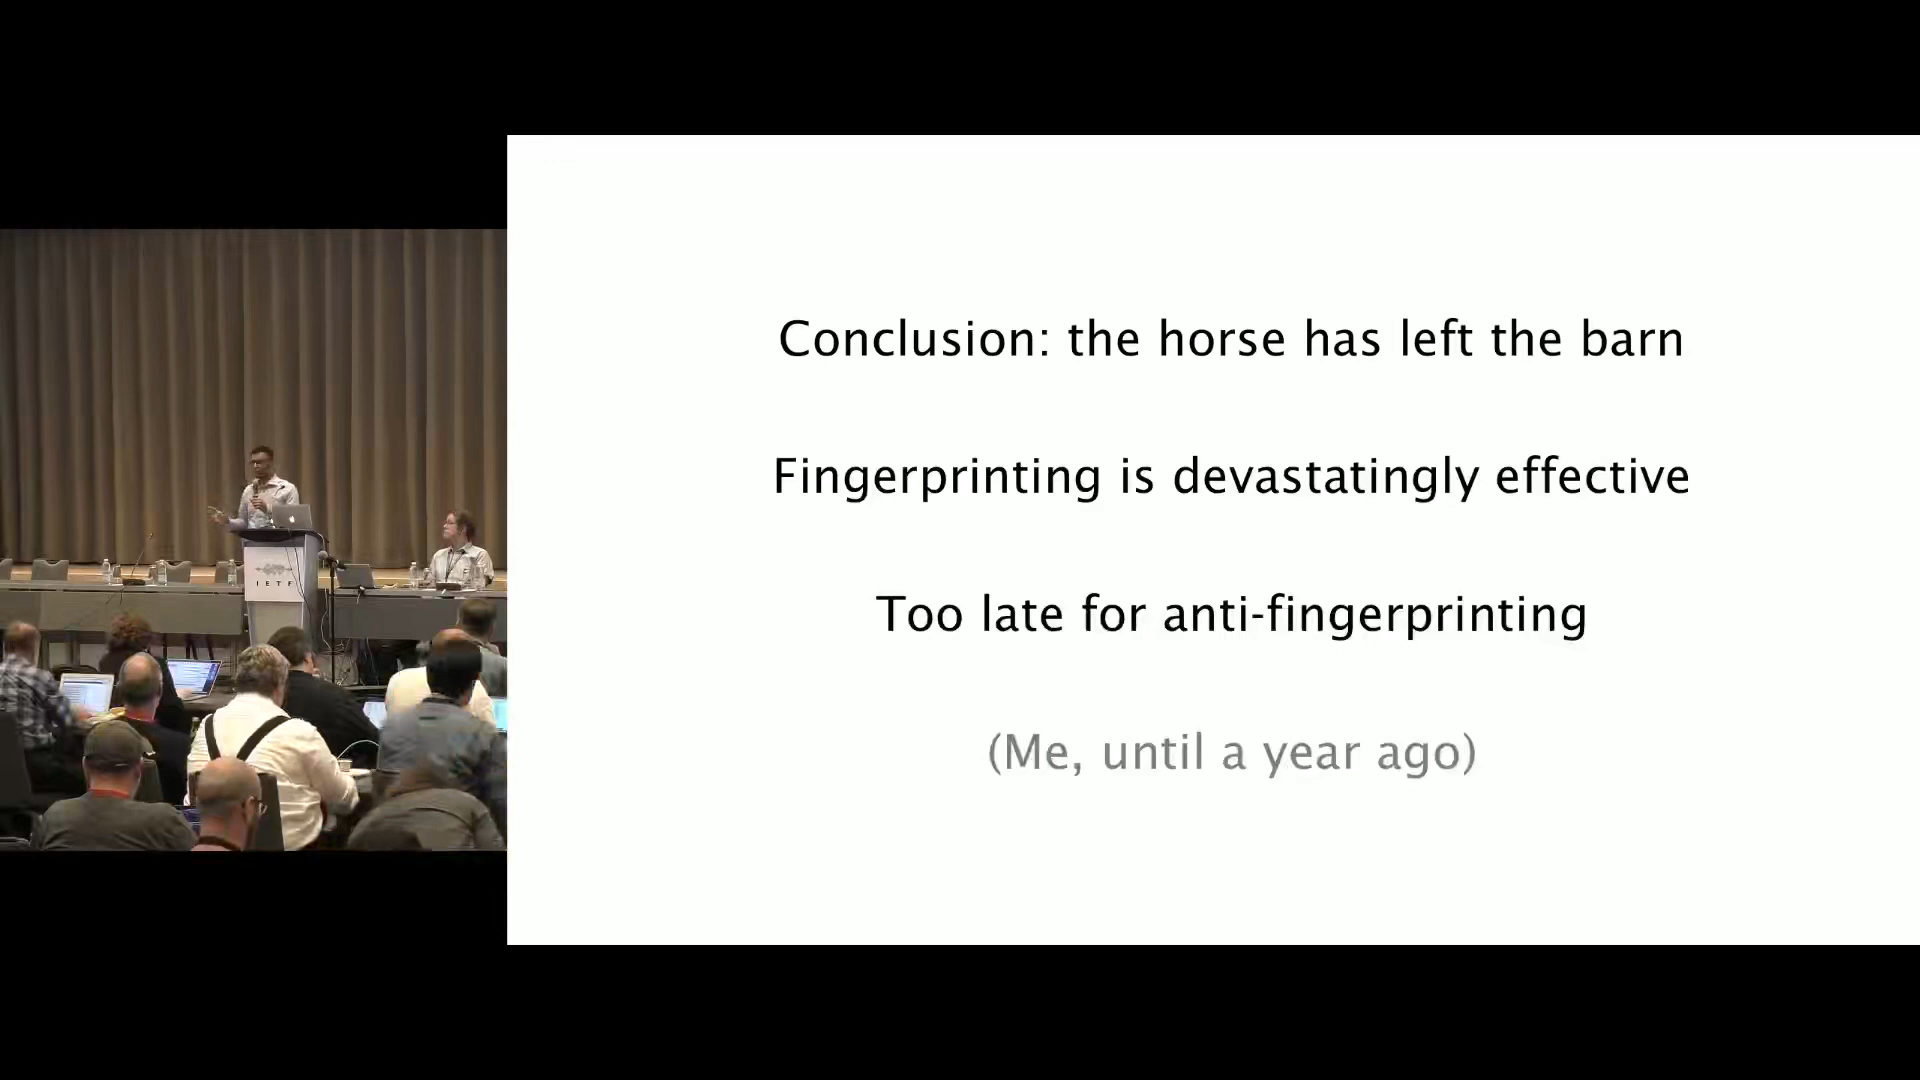 Conclusion: the horse has left the barn
Fingerprinting is devastatingly effective
Too late for anti-fingerprinting
(Me, until a year ago)
I E T F